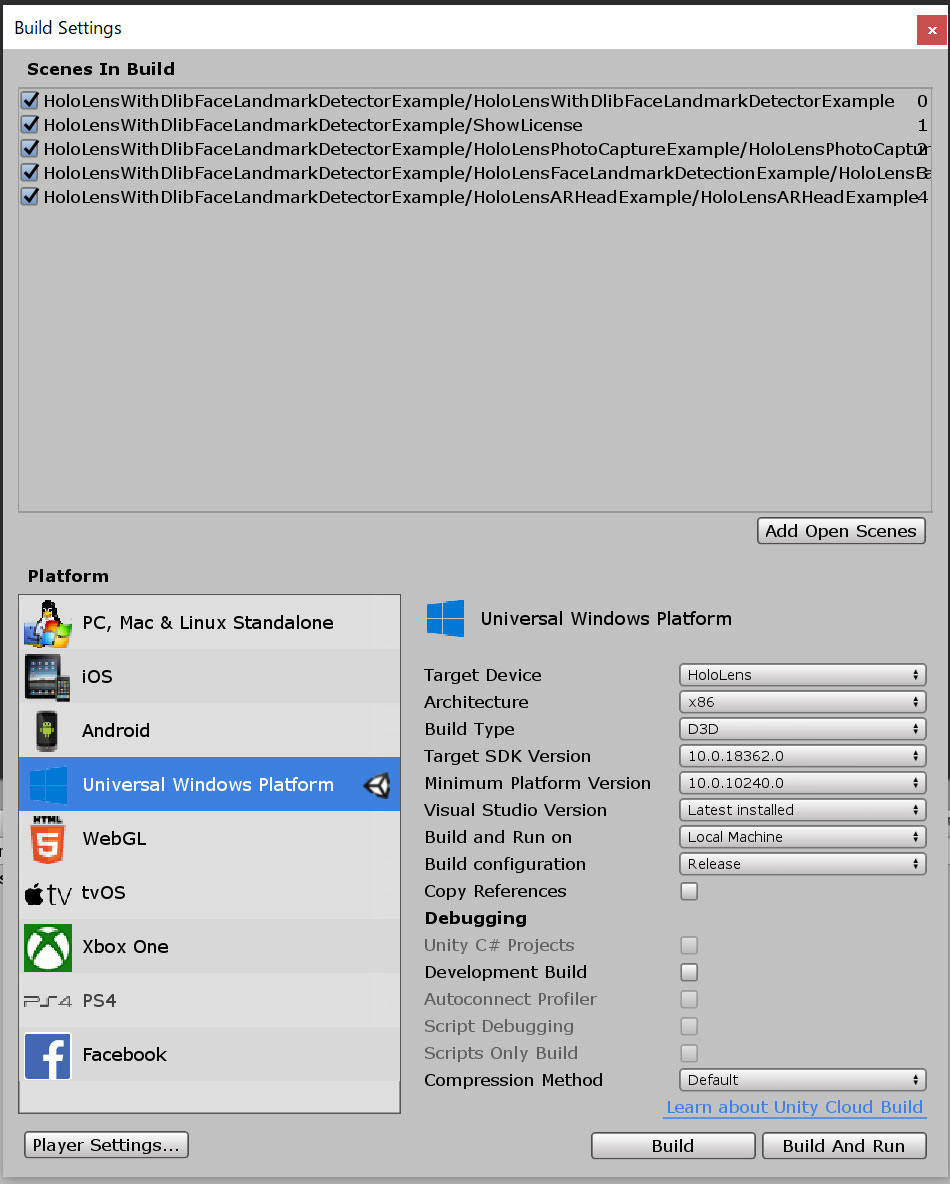 Build Settings
x
Scenes In Build
HoloLensWithDlibFaceLandmarkDetectorExample/HoloLensWithDlibFaceLandmarkDetectorExample 0
HoloLensWithDlibFaceLandmarkDetectorExample/ShowLicense 1
HoloLensWithDlibFaceLandmarkDetectorExample/HoloLensPhotoCaptureExample/HoloLensPhotoCaptur 2
HoloLensWithDlibFaceLandmarkDetectorExample/HoloLensFaceLandmarkDetectionExample/HoloLens 3
HoloLensWithDlibFaceLandmarkDetectorExample/HoloLensARHeadExample/HoloLensARHeadExample 4
Add Open Scenes
Platform
PC, Mac & Linux Standalone
iOS
Android
Universal Windows Platform
HTML
5
WebGL
tv
tvOS
Xbox One
PS4
PS4
f
Facebook
Universal Windows Platform
Target Device HoloLens
Architecture x86
Build Type D3D
Target SDK Version 10.0.18362.0
Minimum Platform Version 10.0.10240.0
Visual Studio Version Latest installed
Build and Run on Local Machine
Build configuration Release
Copy References
Debugging
Unity C# Projects
Development Build
Autoconnect Profiler
Script Debugging
Scripts Only Build
Compression Method Default
Learn about Unity Cloud Build
Player Settings...
Build
Build And Run